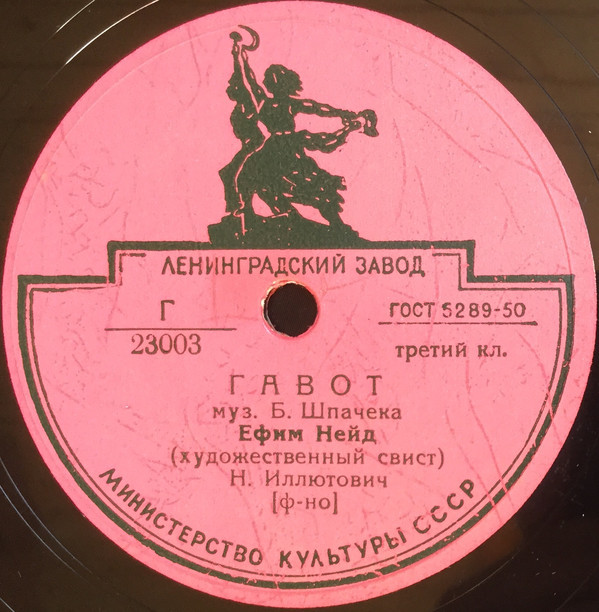 ЛЕНИНГРАДСКИЙ ЗАВОД
Г
23003
ГОСТ 5289-50
третий кл.
ГАВОТ
муз. Б. Шпачека
Ефим Нейд
(художественный свист)
Н. Иллютович
[ф-но]
МИНИСТЕРСТВО КУЛЬТУРЫ СССР